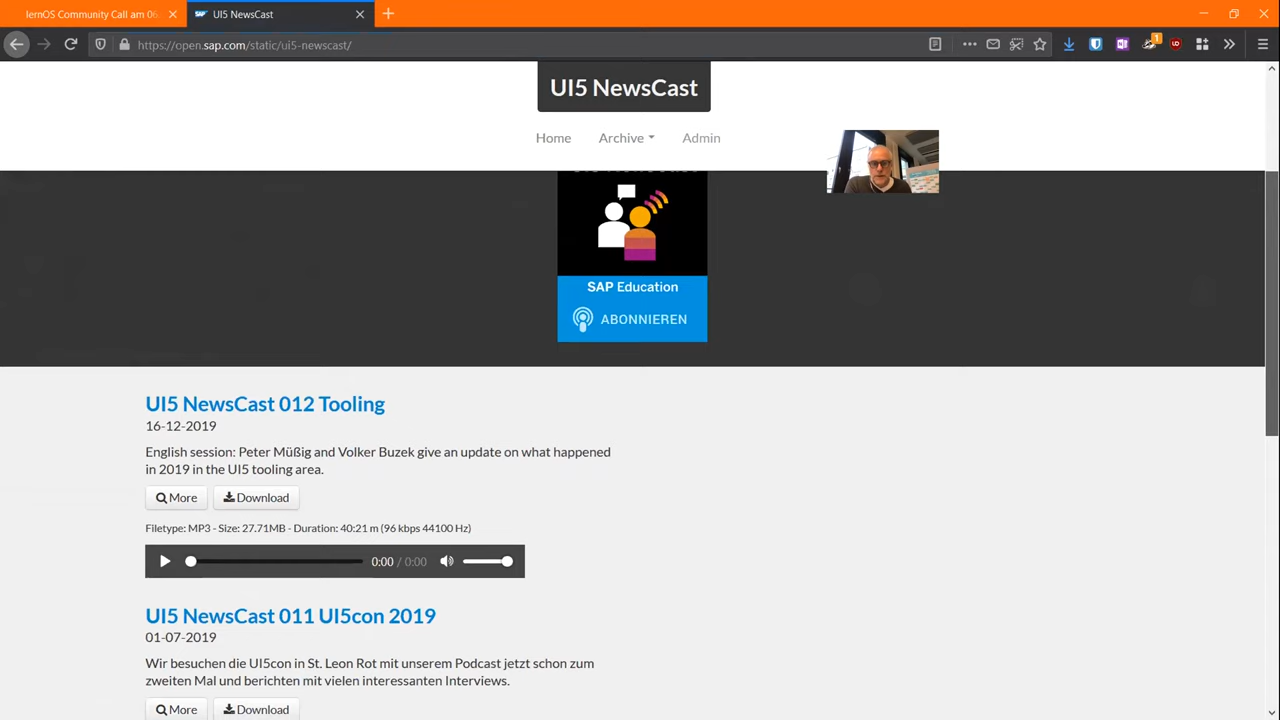 lernOS Community Call am 06
UI5 NewsCast
https://open.sap.com/static/ui5-newscast/
1
UI5 NewsCast
Home Archive Admin
SAP Education
ABONNIEREN
UI5 NewsCast 012 Tooling
16-12-2019
English session: Peter Müßig and Volker Buzek give an update on what happened
in 2019 in the UI5 tooling area.
More Download
Filetype: MP3 - Size: 27.71MB - Duration: 40:21 m (96 kbps 44100 Hz)
0:00 / 0:00
UI5 NewsCast 011 UI5con 2019
01-07-2019
Wir besuchen die UI5con in St. Leon Rot mit unserem Podcast jetzt schon zum
zweiten Mal und berichten mit vielen interessanten Interviews.
More Download